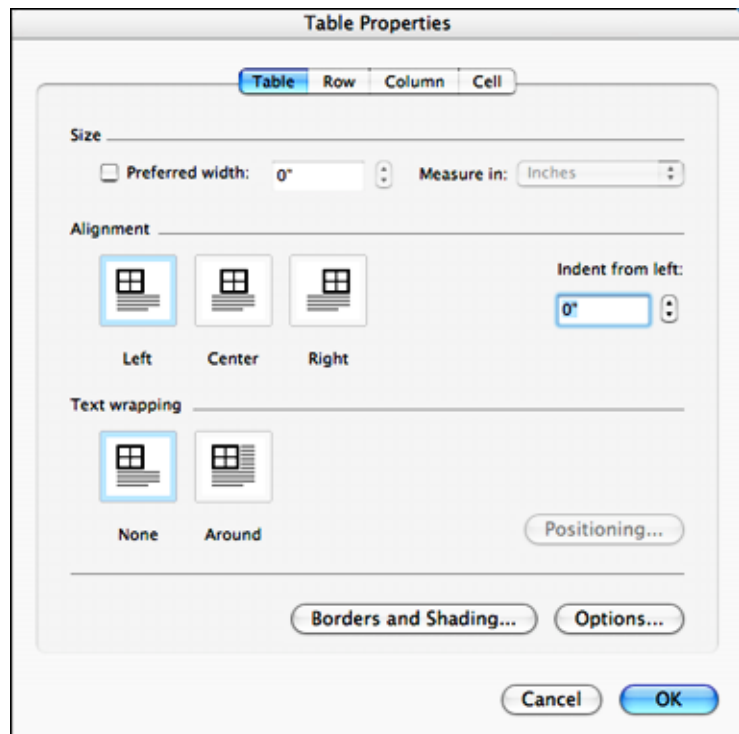 Table Properties
Table Row Column Cell
Size
Preferred width: 0" Measure in: Inches
Alignment
Indent from left:
0"
Left Center Right
Text wrapping
None Around
Positioning...
Borders and Shading... Options...
Cancel OK